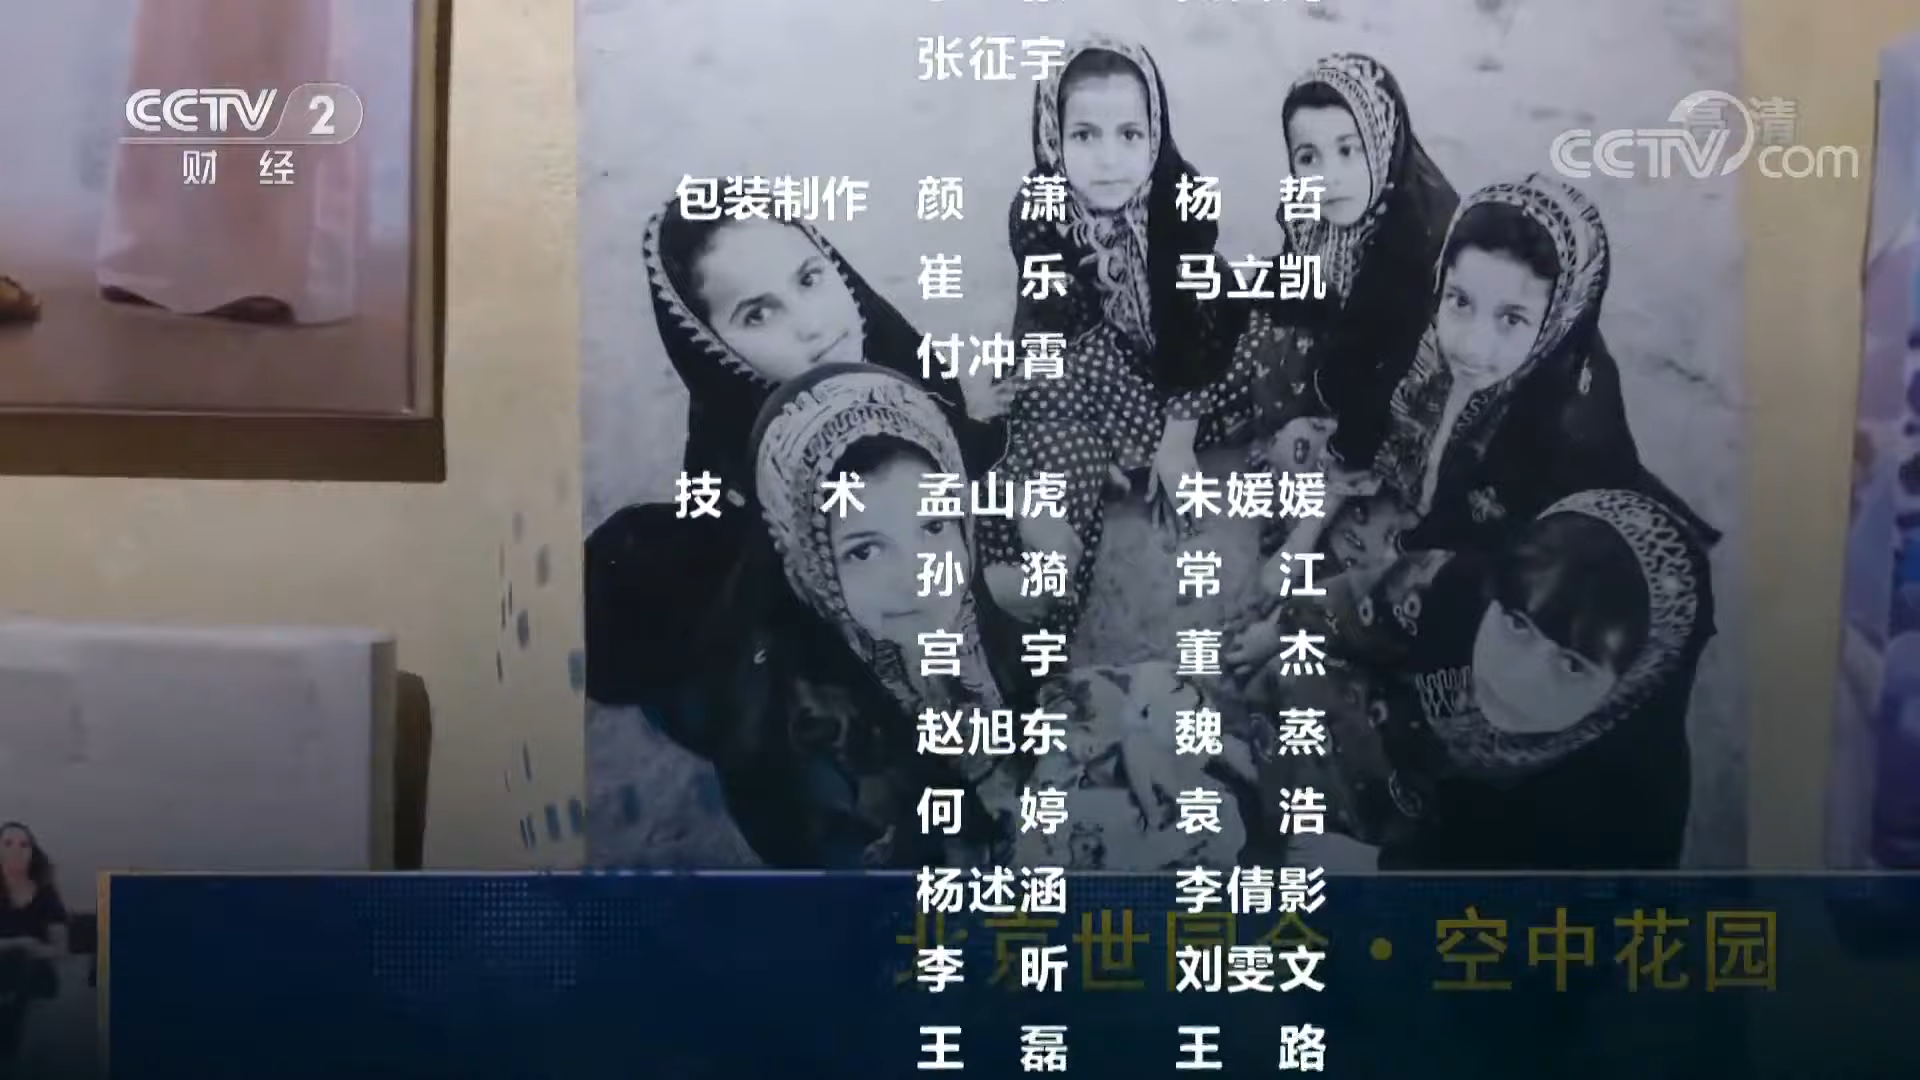 张征宇
CCTV 2
财 经
高清
CCTV com
包装制作 颜 潇 杨 哲
崔 乐 马立凯
付冲霄
技 术 孟山虎 朱媛媛
孙 漪 常 江
宫 宇 董 杰
赵旭东 魏 蒸
何 婷 袁 浩
杨述涵 李倩影
北京世园会·空中花园
李 昕 刘雯文
王 磊 王 路